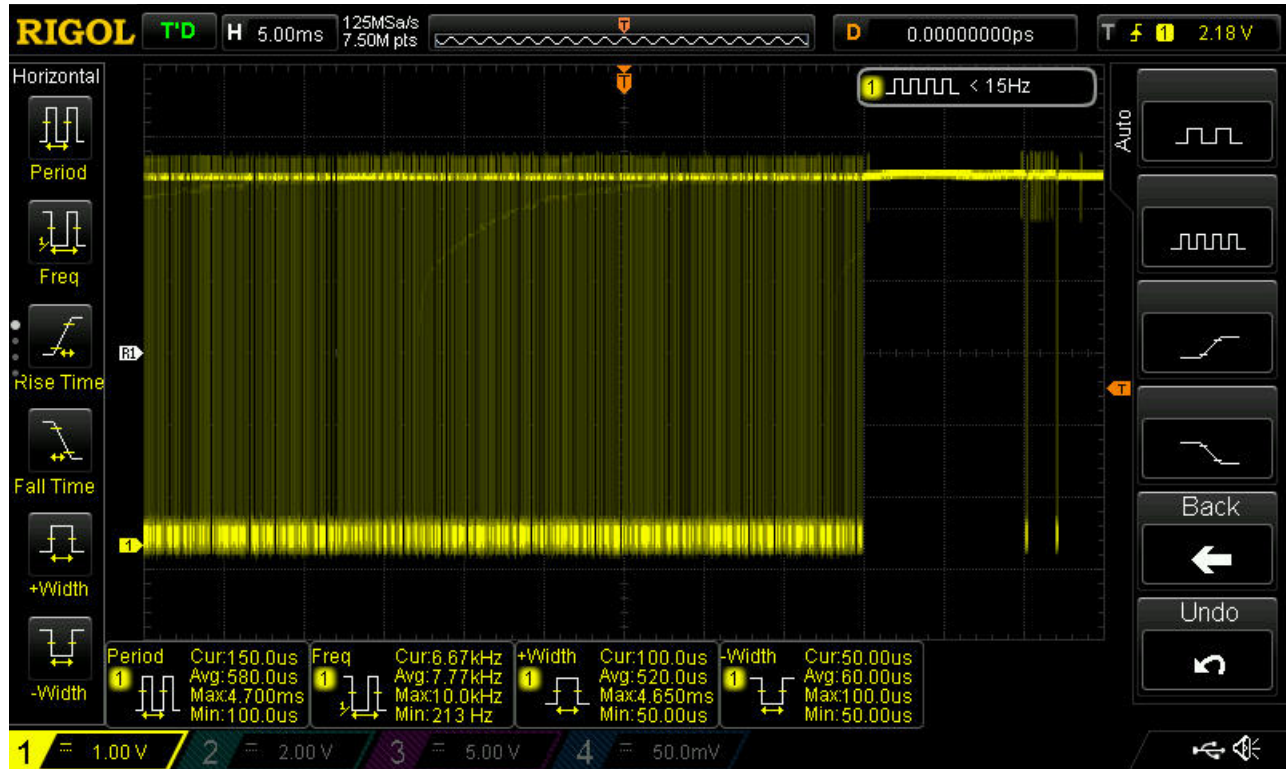 RIGOL T'D H 5.00ms 125MSa/s 7.50M pts D 0.00000000ps T 1 2.18 V
Horizontal
1 < 15Hz
Auto
Period
Freq
R1
T
Rise Time
Fall Time
Back
1
+Width
Undo
-Width
Period Cur:150.0us Freq Cur:6.67kHz +Width Cur:100.0us -Width Cur:50.00us
1 Avg:580.0us 1 Avg:7.77kHz 1 Avg:520.0us 1 Avg:60.00us
Max:4.700ms Max:10.0kHz Max:4.650ms Max:100.0us
Min:100.0us Min:213 Hz Min:50.00us Min:50.00us
1 = 1.00 V 2 = 2.00 V 3 = 5.00 V 4 = 50.0mV